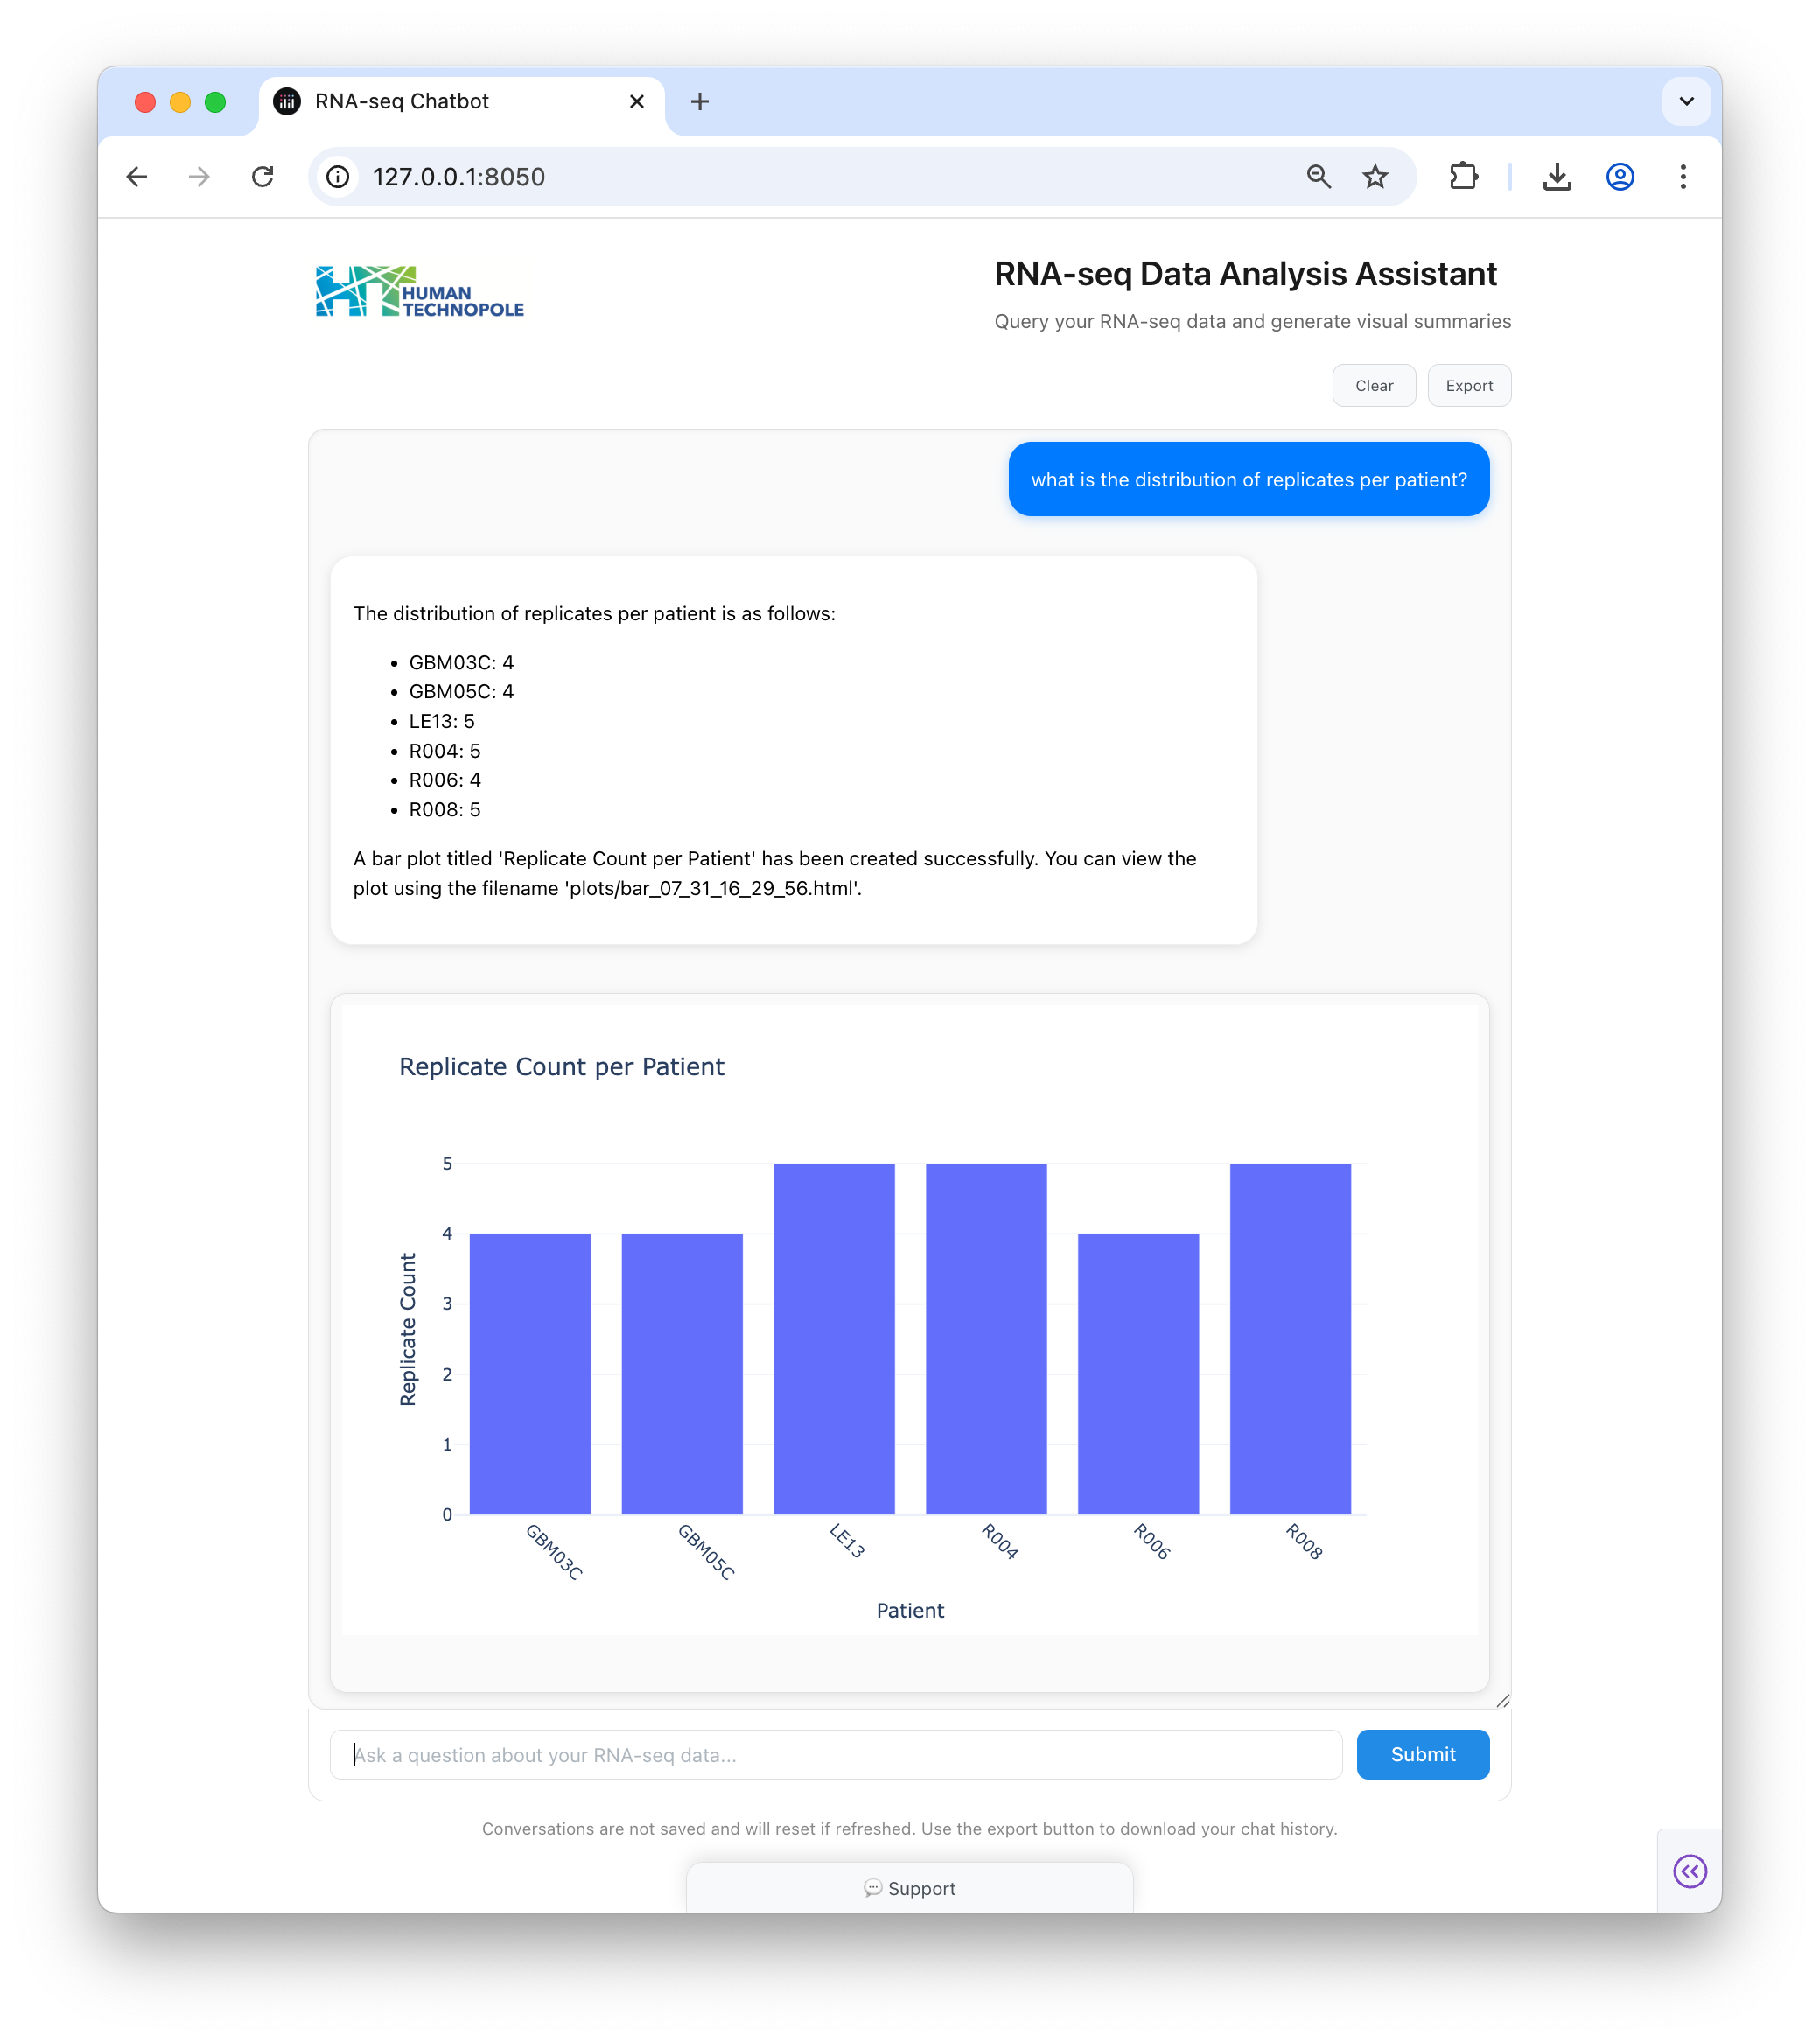 RNA-seq Chatbot
127.0.0.1:8050
HUMAN
TECHNOPOLE
RNA-seq Data Analysis Assistant
Query your RNA-seq data and generate visual summaries
Clear
Export
what is the distribution of replicates per patient?
The distribution of replicates per patient is as follows:
• GBM03C: 4
• GBM05C: 4
• LE13: 5
• R004: 5
• R006: 4
• R008: 5
A bar plot titled 'Replicate Count per Patient' has been created successfully. You can view the
plot using the filename 'plots/bar_07_31_16_29_56.html'.
Replicate Count per Patient
Replicate Count
5
4
3
2
1
0
GBM03C
GBM05C
LE13
R004
R006
R008
Patient
Ask a question about your RNA-seq data...
Submit
Conversations are not saved and will reset if refreshed. Use the export button to download your chat history.
💬 Support